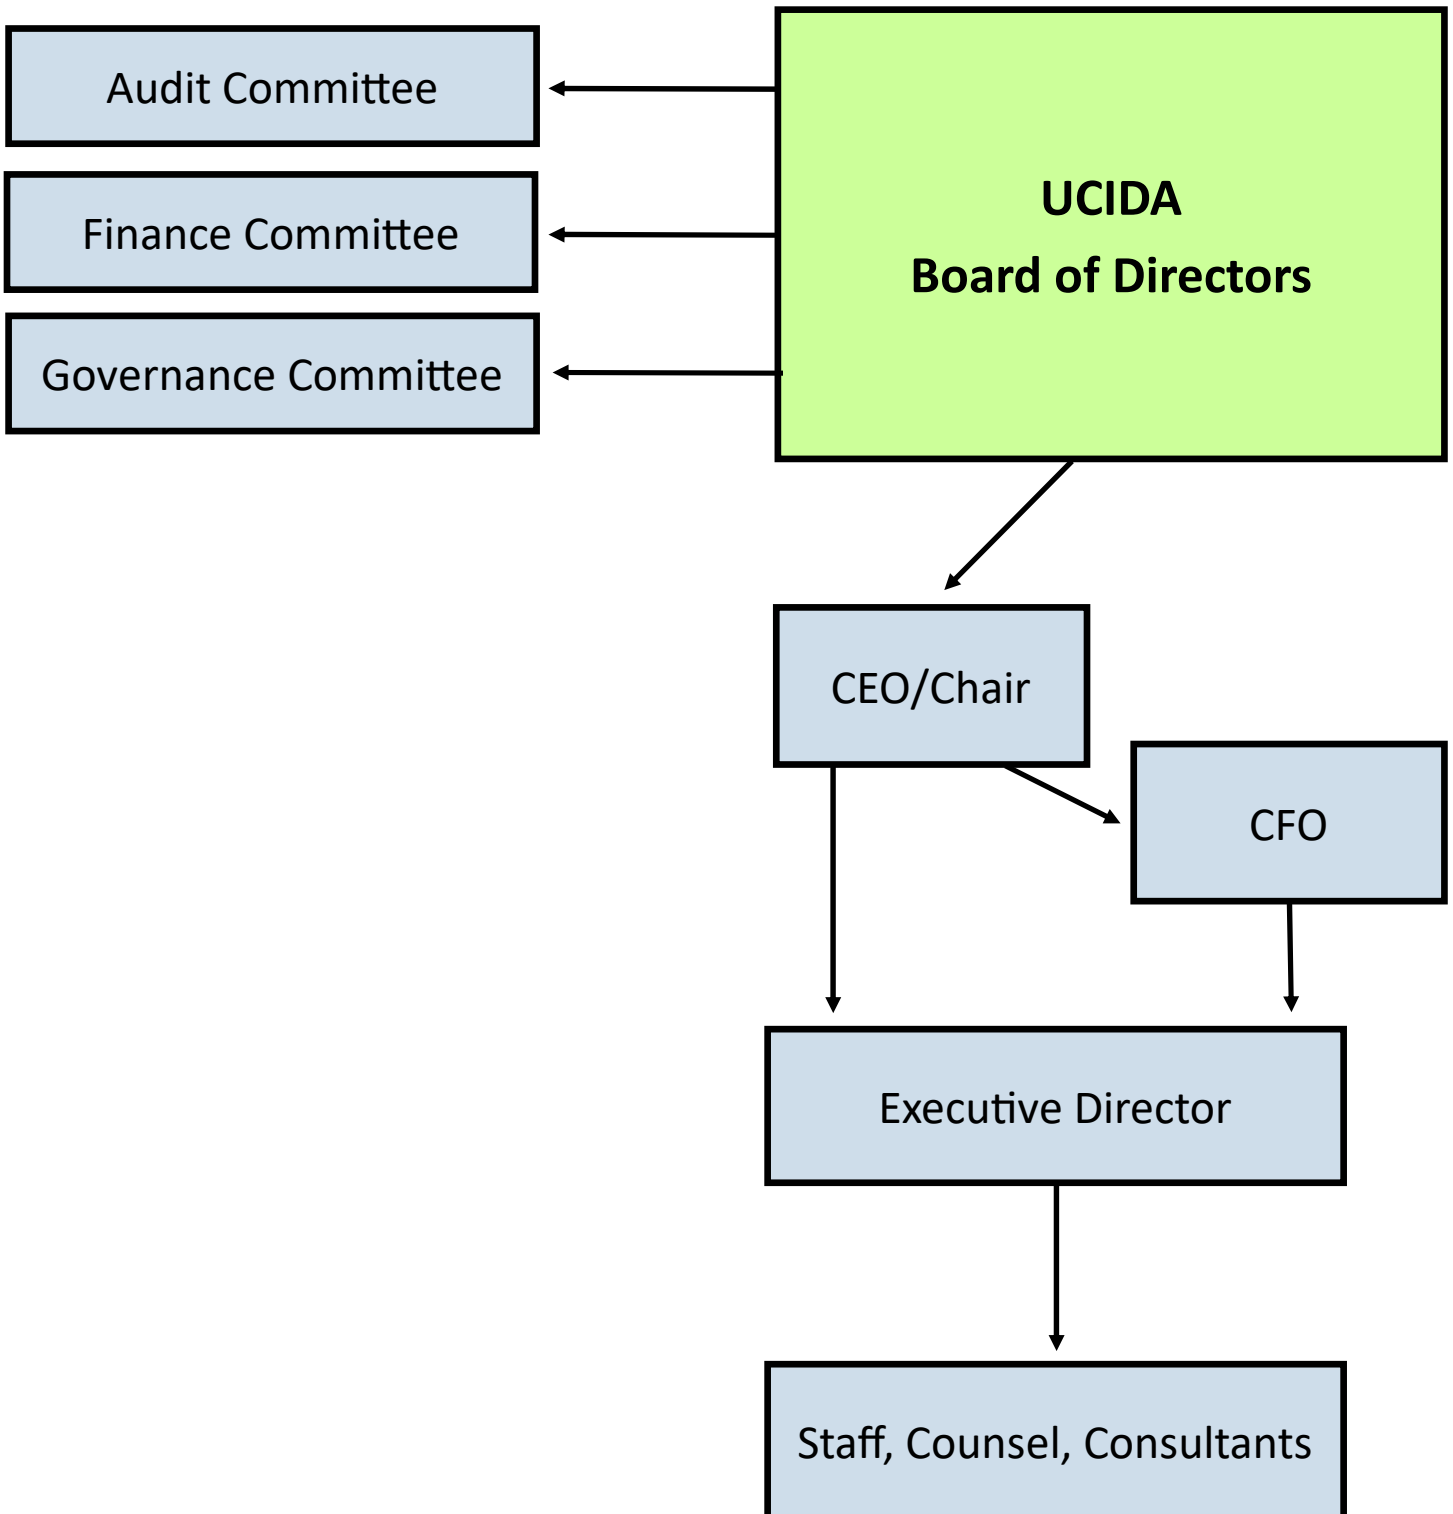 Audit Committee
Finance Committee
Governance Committee
UCIDA
Board of Directors
CEO/Chair
CFO
Executive Director
Staff, Counsel, Consultants